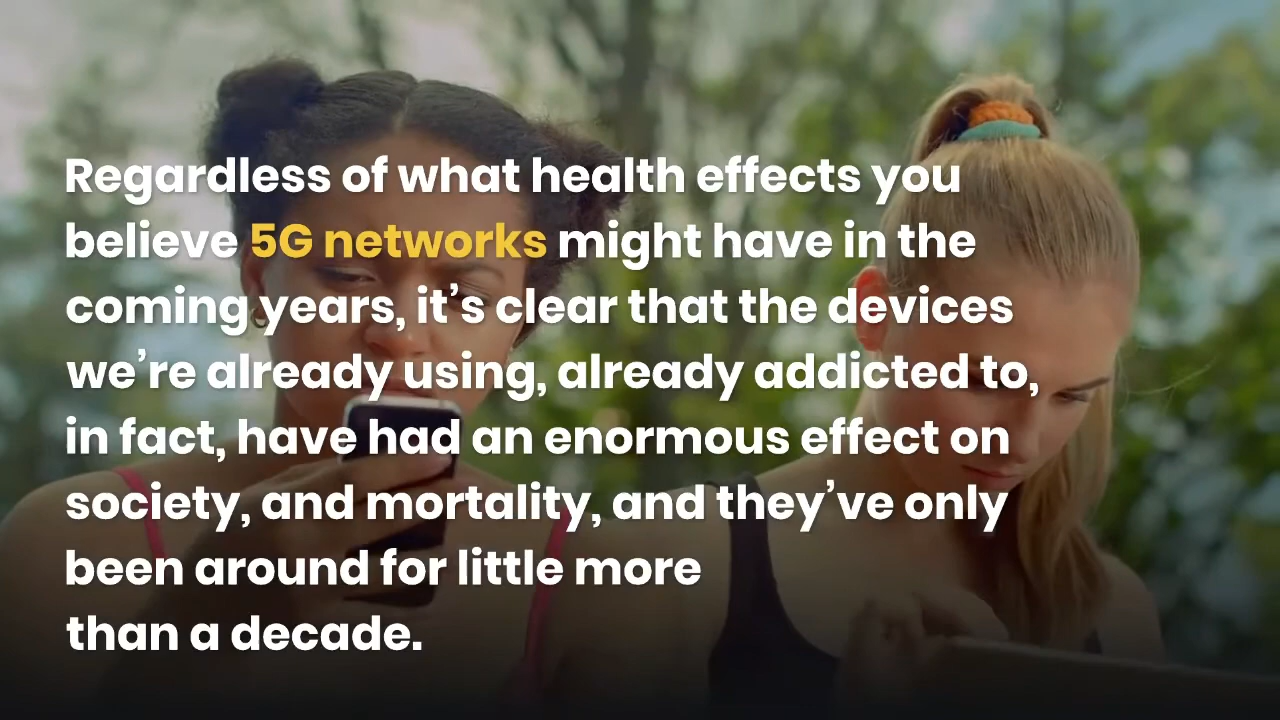 Regardless of what health effects you
believe 5G networks might have in the
coming years, it’s clear that the devices
we’re already using, already addicted to,
in fact, have had an enormous effect on
society, and mortality, and they’ve only
been around for little more
than a decade.